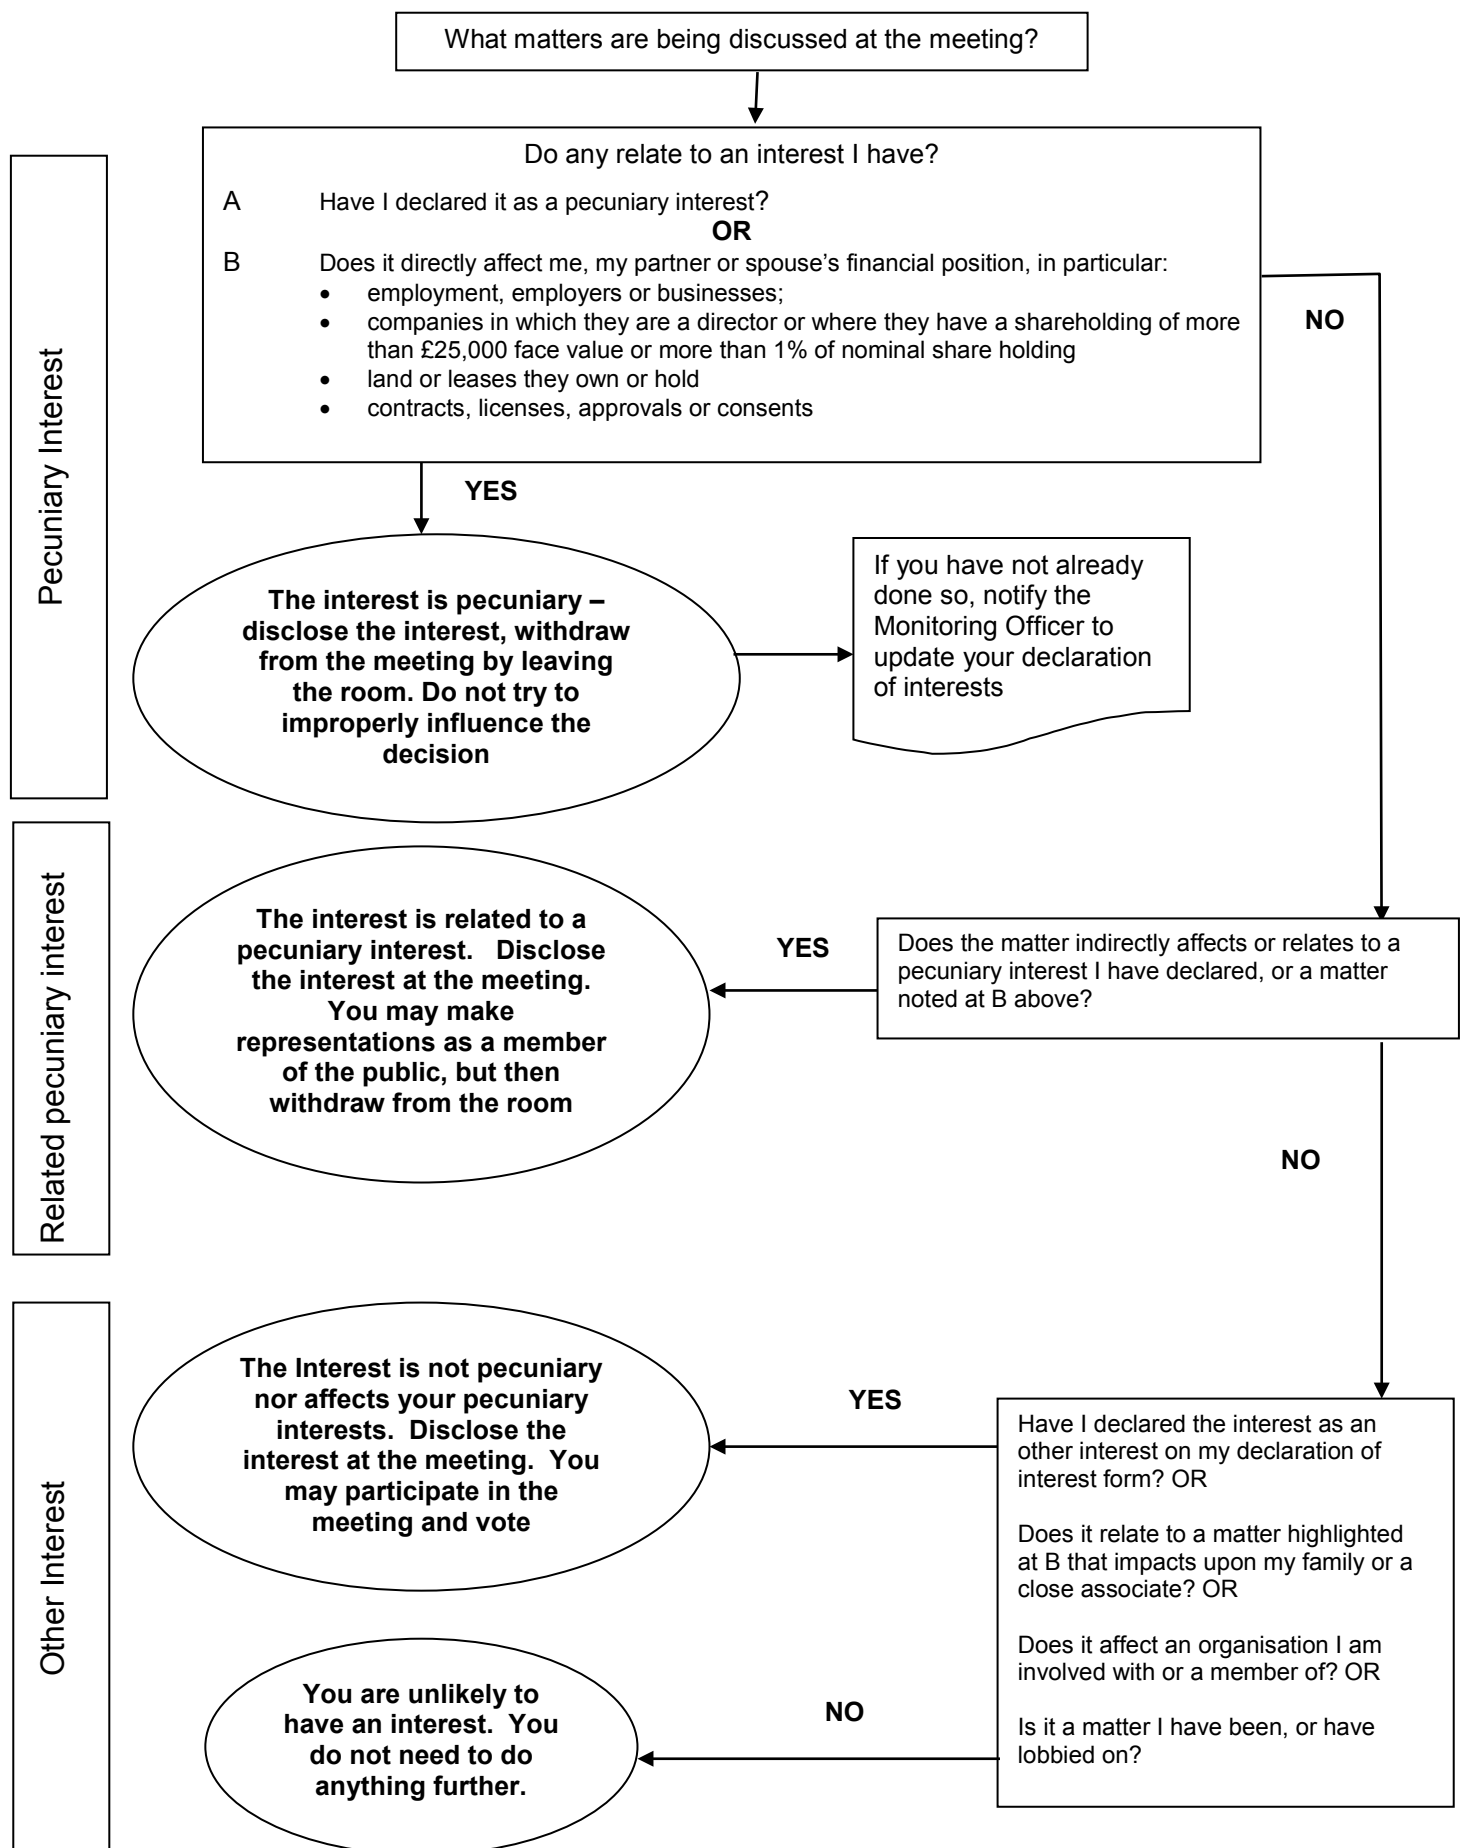 What matters are being discussed at the meeting?
Pecuniary Interest
Do any relate to an interest I have?
A Have I declared it as a pecuniary interest?
OR
B Does it directly affect me, my partner or spouse’s financial position, in particular:
• employment, employers or businesses;
• companies in which they are a director or where they have a shareholding of more
than £25,000 face value or more than 1% of nominal share holding
• land or leases they own or hold
• contracts, licenses, approvals or consents
NO
YES
The interest is pecuniary –
disclose the interest, withdraw
from the meeting by leaving
the room. Do not try to
improperly influence the
decision
If you have not already
done so, notify the
Monitoring Officer to
update your declaration
of interests
Related pecuniary interest
The interest is related to a
pecuniary interest. Disclose
the interest at the meeting.
You may make
representations as a member
of the public, but then
withdraw from the room
YES
Does the matter indirectly affects or relates to a
pecuniary interest I have declared, or a matter
noted at B above?
NO
Other Interest
The Interest is not pecuniary
nor affects your pecuniary
interests. Disclose the
interest at the meeting. You
may participate in the
meeting and vote
YES
Have I declared the interest as an
other interest on my declaration of
interest form? OR
Does it relate to a matter highlighted
at B that impacts upon my family or a
close associate? OR
Does it affect an organisation I am
involved with or a member of? OR
Is it a matter I have been, or have
lobbied on?
NO
You are unlikely to
have an interest. You
do not need to do
anything further.